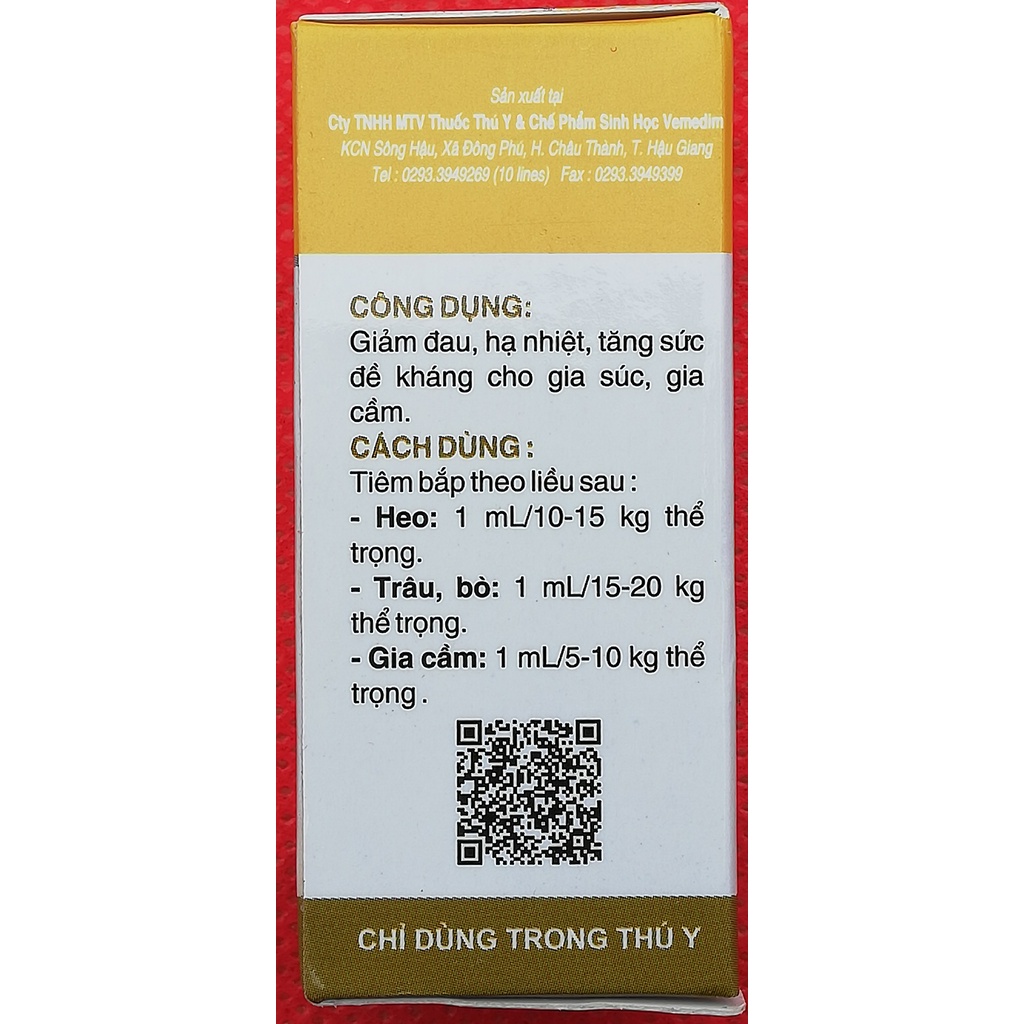 Sản xuất tại
Cty TNHH MTV Thuốc Thú Y & Chế Phẩm Sinh Học Vemedim
KCN Sông Hậu, Xã Đông Phú, H. Châu Thành, T. Hậu Giang
Tel : 0293.3949269 (10 lines) Fax : 0293.3949399
CÔNG DỤNG:
Giảm đau, hạ nhiệt, tăng sức
đề kháng cho gia súc, gia
cầm.
CÁCH DÙNG :
Tiêm bắp theo liều sau :
- Heo: 1 mL/10-15 kg thể
trọng.
- Trâu, bò: 1 mL/15-20 kg
thể trọng.
- Gia cầm: 1 mL/5-10 kg thể
trọng .
CHỈ DÙNG TRONG THÚ Y